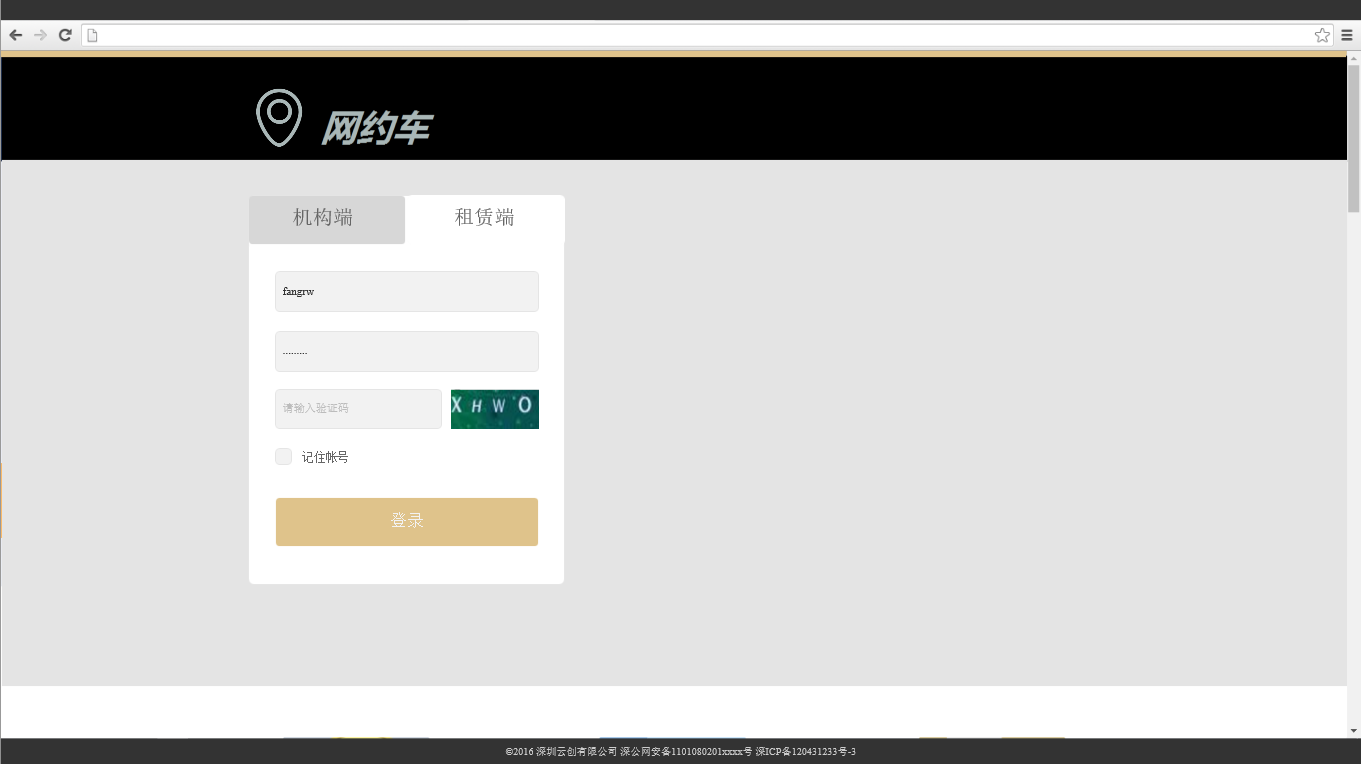 网约车
机构端
租赁端
fangrw
.........
请输入验证码
X H W O
记住帐号
登录
©2016 深圳云创有限公司 深公网安备1101080201xxxx号 深ICP备120431233号-3